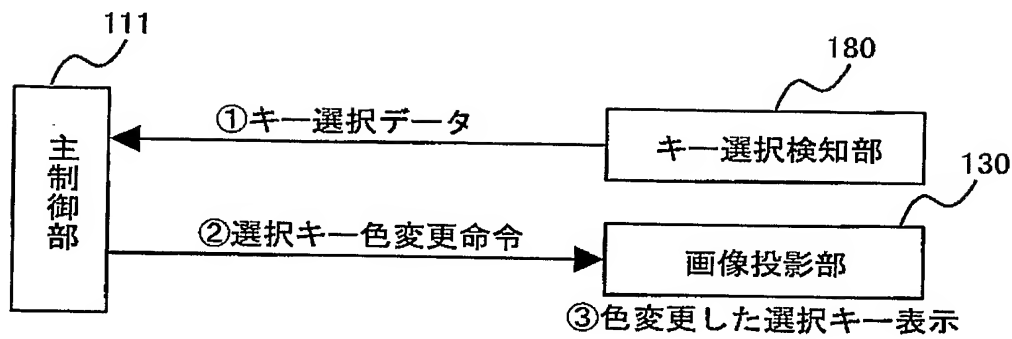 111
180
①キー選択データ
主制御部
キー選択検知部
130
②選択キー色変更命令
画像投影部
③色変更した選択キー表示